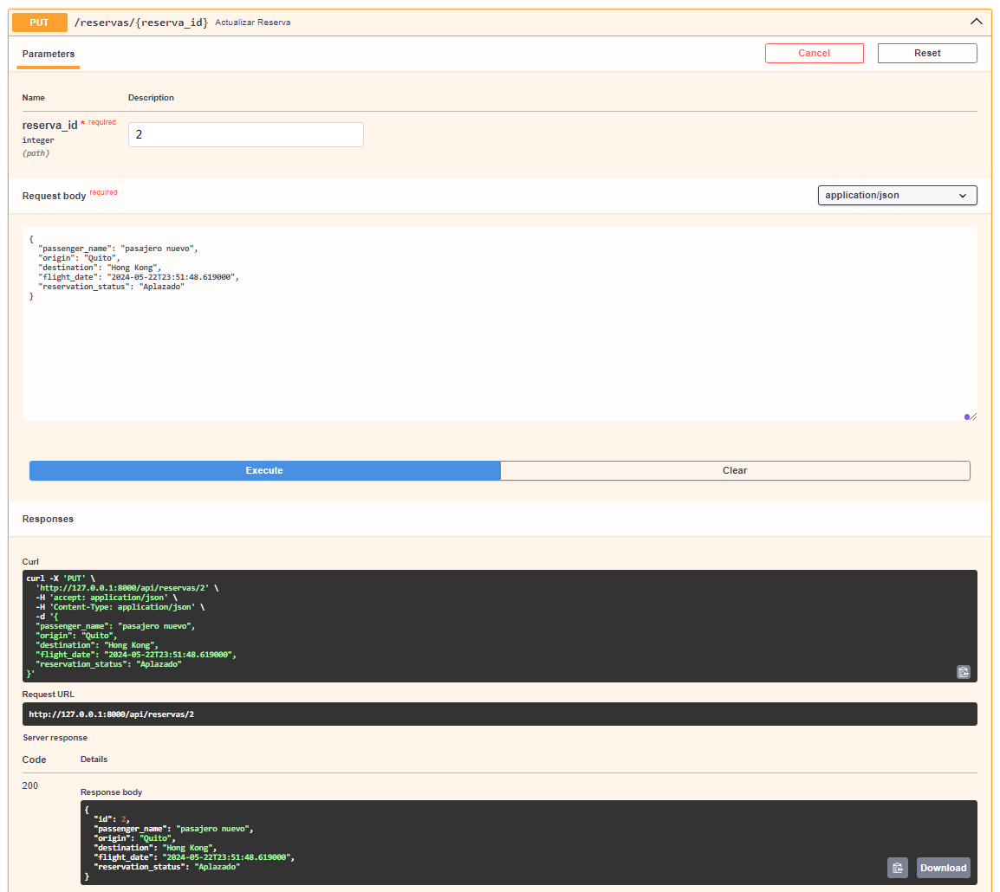 PUT /reservas/{reserva_id} Actualizar Reserva
Parameters
Cancel
Reset
Name Description
reserva_id * required
integer
(path)
2
Request body required
application/json
{
  "passenger_name": "pasajero nuevo",
  "origin": "Quito",
  "destination": "Hong Kong",
  "flight_date": "2024-05-22T23:51:48.619000",
  "reservation_status": "Aplazado"
}
Execute
Clear
Responses
Curl
curl -X 'PUT' \
  'http://127.0.0.1:8000/api/reservas/2' \
  -H 'accept: application/json' \
  -H 'Content-Type: application/json' \
  -d '{
  "passenger_name": "pasajero nuevo",
  "origin": "Quito",
  "destination": "Hong Kong",
  "flight_date": "2024-05-22T23:51:48.619000",
  "reservation_status": "Aplazado"
}'
Request URL
http://127.0.0.1:8000/api/reservas/2
Server response
Code Details
200
Response body
{
  "id": 2,
  "passenger_name": "pasajero nuevo",
  "origin": "Quito",
  "destination": "Hong Kong",
  "flight_date": "2024-05-22T23:51:48.619000",
  "reservation_status": "Aplazado"
}
Download